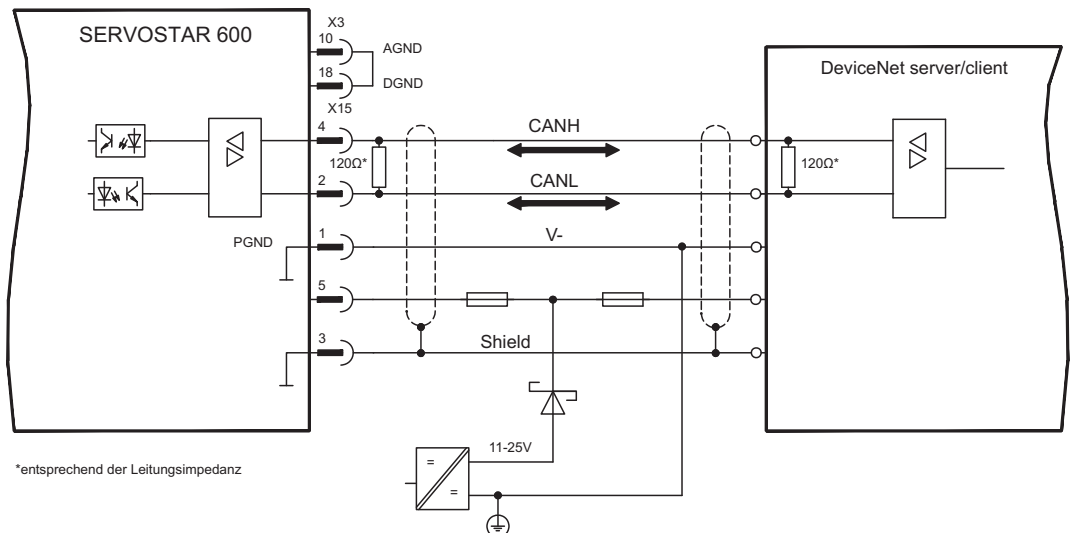 SERVOSTAR 600
X3
10
AGND
18
DGND
X15
DeviceNet server/client
4
CANH
120Ω*
120Ω*
2
CANL
PGND
1
V-
5
3
Shield
11-25V
=
=
*entsprechend der Leitungsimpedanz